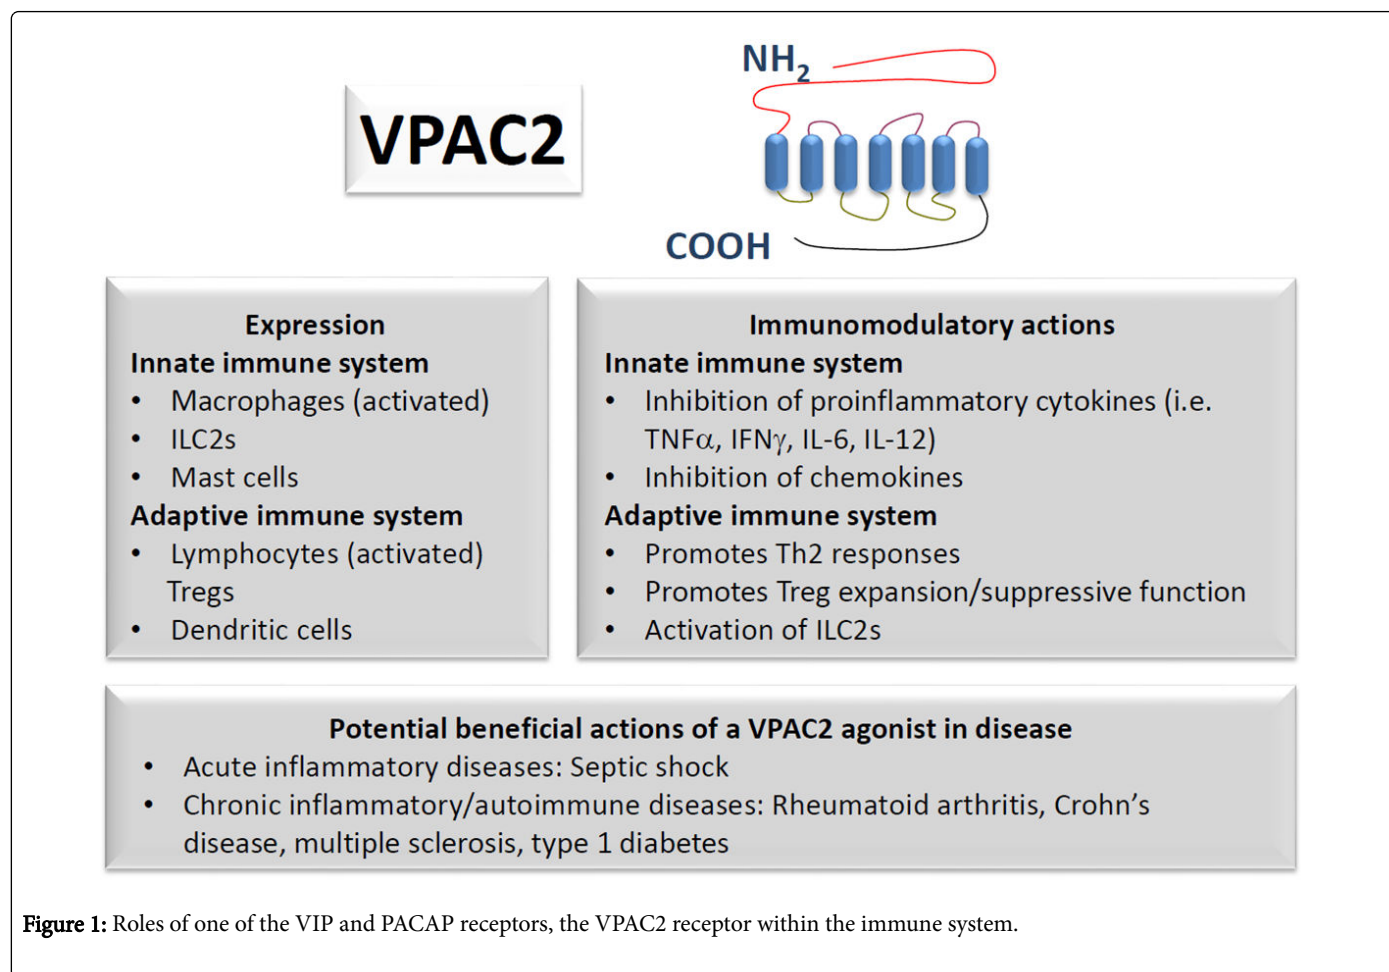 NH₂
VPAC2
COOH
Expression
Innate immune system
• Macrophages (activated)
• ILC2s
• Mast cells
Adaptive immune system
• Lymphocytes (activated)
Tregs
• Dendritic cells
Immunomodulatory actions
Innate immune system
• Inhibition of proinflammatory cytokines (i.e.
TNFα, IFNγ, IL-6, IL-12)
• Inhibition of chemokines
Adaptive immune system
• Promotes Th2 responses
• Promotes Treg expansion/suppressive function
• Activation of ILC2s
Potential beneficial actions of a VPAC2 agonist in disease
• Acute inflammatory diseases: Septic shock
• Chronic inflammatory/autoimmune diseases: Rheumatoid arthritis, Crohn’s
disease, multiple sclerosis, type 1 diabetes
Figure 1: Roles of one of the VIP and PACAP receptors, the VPAC2 receptor within the immune system.